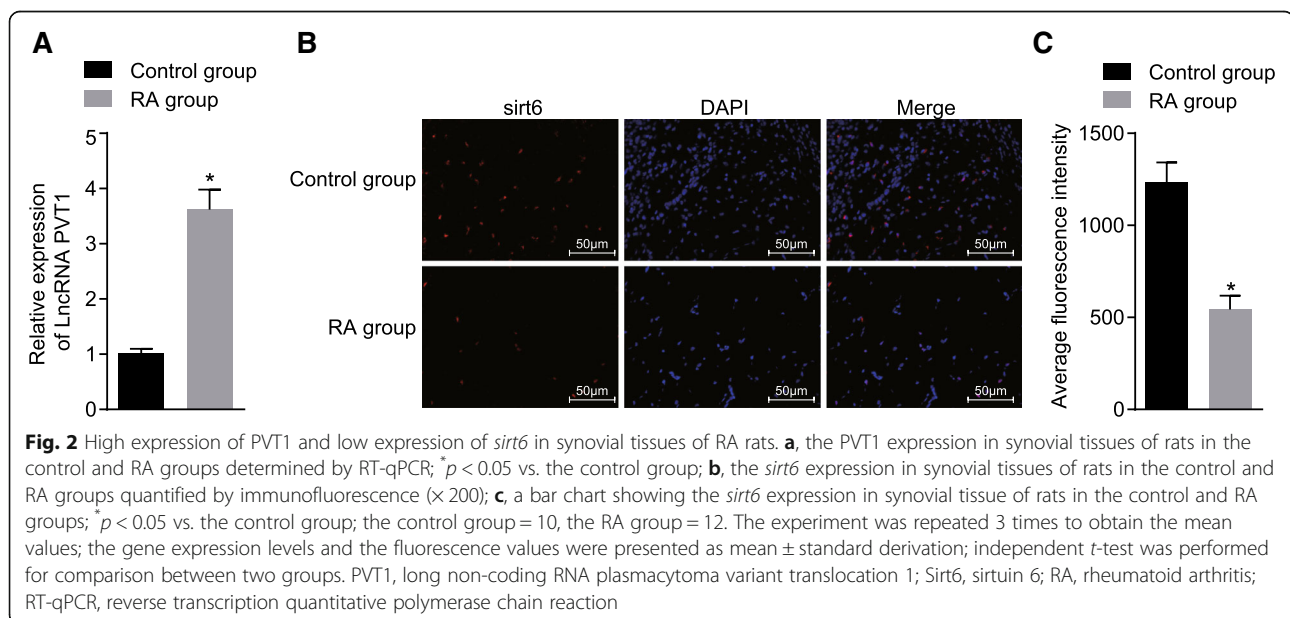 A
Control group
RA group
Relative expression
of LncRNA PVT1
5
4
3
2
1
0
*
B
sirt6
DAPI
Merge
Control group
50μm
50μm
50μm
RA group
50μm
50μm
50μm
C
Control group
RA group
Average fluorescence intensity
1500
1000
500
0
*
Fig. 2 High expression of PVT1 and low expression of sirt6 in synovial tissues of RA rats. a, the PVT1 expression in synovial tissues of rats in the
control and RA groups determined by RT-qPCR; *p < 0.05 vs. the control group; b, the sirt6 expression in synovial tissues of rats in the control and
RA groups quantified by immunofluorescence (× 200); c, a bar chart showing the sirt6 expression in synovial tissue of rats in the control and RA
groups; *p < 0.05 vs. the control group; the control group = 10, the RA group = 12. The experiment was repeated 3 times to obtain the mean
values; the gene expression levels and the fluorescence values were presented as mean ± standard derivation; independent t-test was performed
for comparison between two groups. PVT1, long non-coding RNA plasmacytoma variant translocation 1; Sirt6, sirtuin 6; RA, rheumatoid arthritis;
RT-qPCR, reverse transcription quantitative polymerase chain reaction